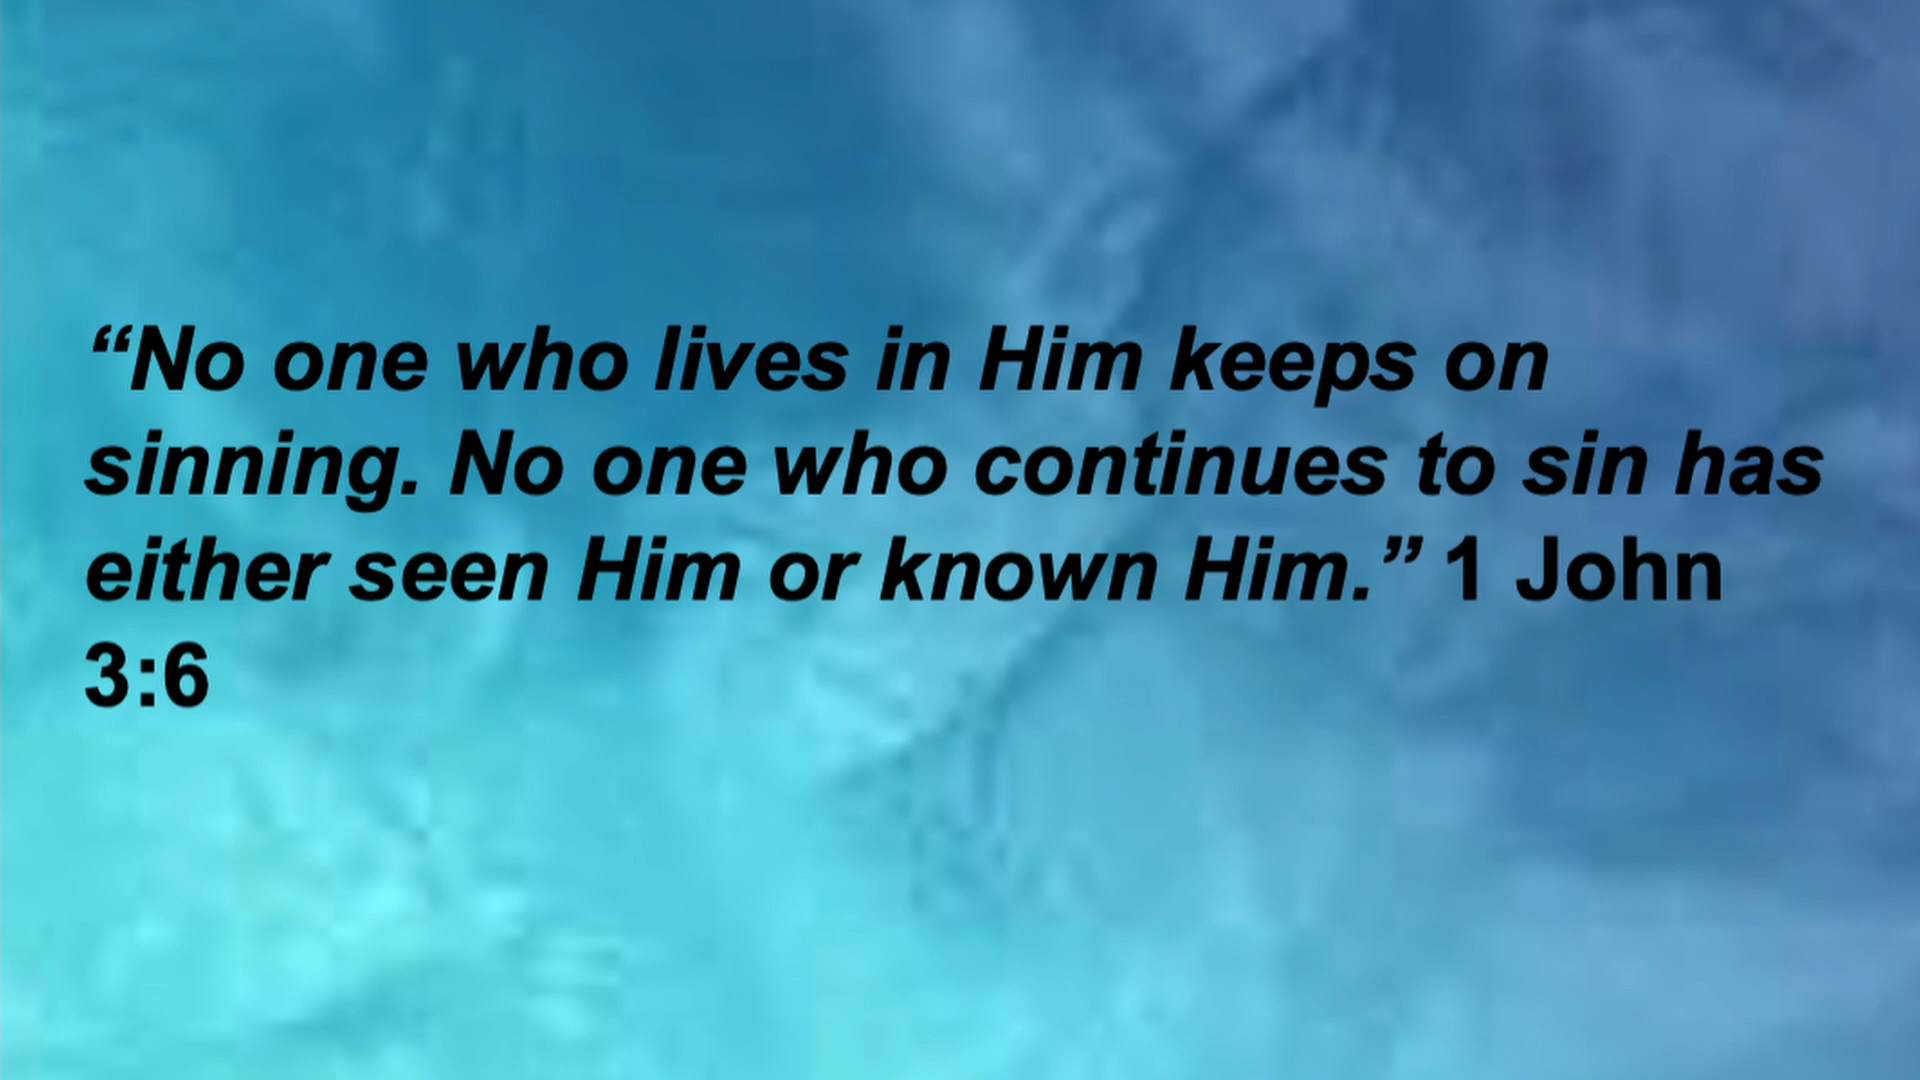 “No one who lives in Him keeps on
sinning. No one who continues to sin has
either seen Him or known Him.” 1 John
3:6